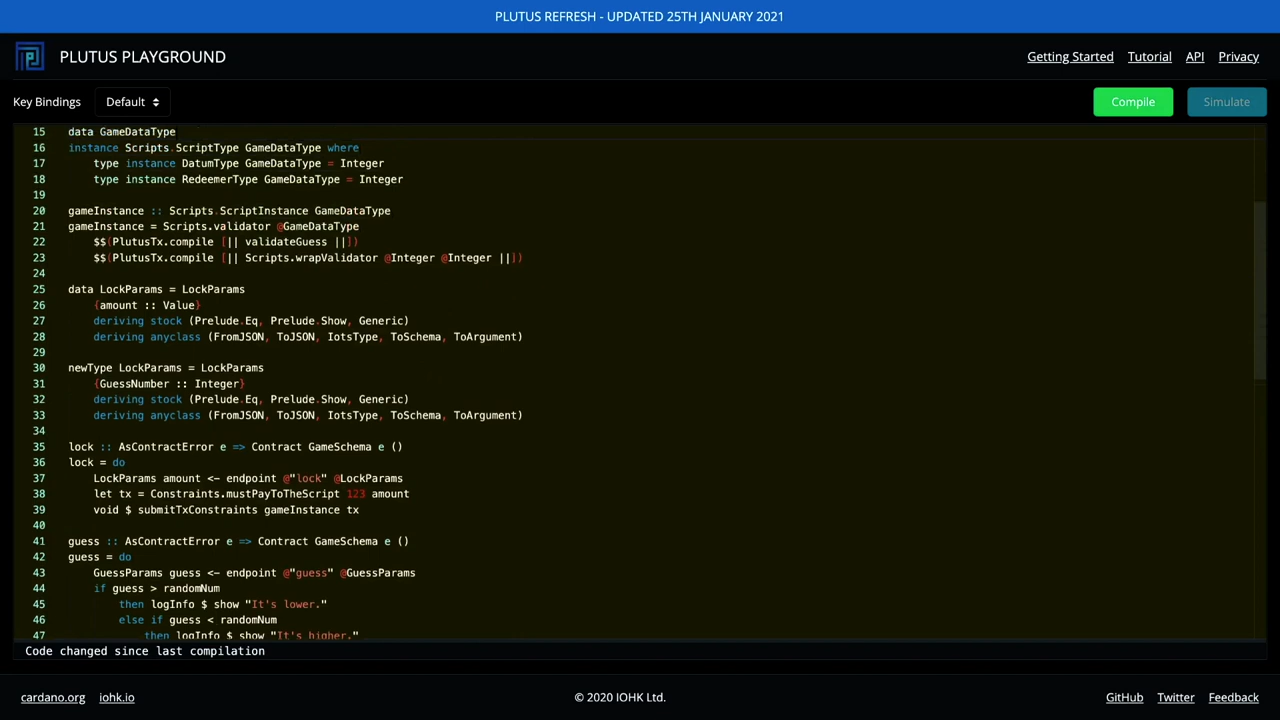 PLUTUS REFRESH - UPDATED 25TH JANUARY 2021
PLUTUS PLAYGROUND
Getting Started Tutorial API Privacy
Key Bindings Default Compile Simulate
15 data GameDataType
16 instance Scripts.ScriptType GameDataType where
17     type instance DatumType GameDataType = Integer
18     type instance RedeemerType GameDataType = Integer
19
20 gameInstance :: Scripts.ScriptInstance GameDataType
21 gameInstance = Scripts.validator @GameDataType
22     $$(PlutusTx.compile [|| validateGuess ||])
23     $$(PlutusTx.compile [|| Scripts.wrapValidator @Integer @Integer ||])
24
25 data LockParams = LockParams
26     {amount :: Value}
27     deriving stock (Prelude.Eq, Prelude.Show, Generic)
28     deriving anyclass (FromJSON, ToJSON, IotsType, ToSchema, ToArgument)
29
30 newType LockParams = LockParams
31     {GuessNumber :: Integer}
32     deriving stock (Prelude.Eq, Prelude.Show, Generic)
33     deriving anyclass (FromJSON, ToJSON, IotsType, ToSchema, ToArgument)
34
35 lock :: AsContractError e => Contract GameSchema e ()
36 lock = do
37     LockParams amount <- endpoint @"lock" @LockParams
38     let tx = Constraints.mustPayToTheScript 123 amount
39     void $ submitTxConstraints gameInstance tx
40
41 guess :: AsContractError e => Contract GameSchema e ()
42 guess = do
43     GuessParams guess <- endpoint @"guess" @GuessParams
44     if guess > randomNum
45         then logInfo $ show "It's lower."
46         else if guess < randomNum
47             then logInfo $ show "It's higher."
Code changed since last compilation
cardano.org iohk.io © 2020 IOHK Ltd. GitHub Twitter Feedback